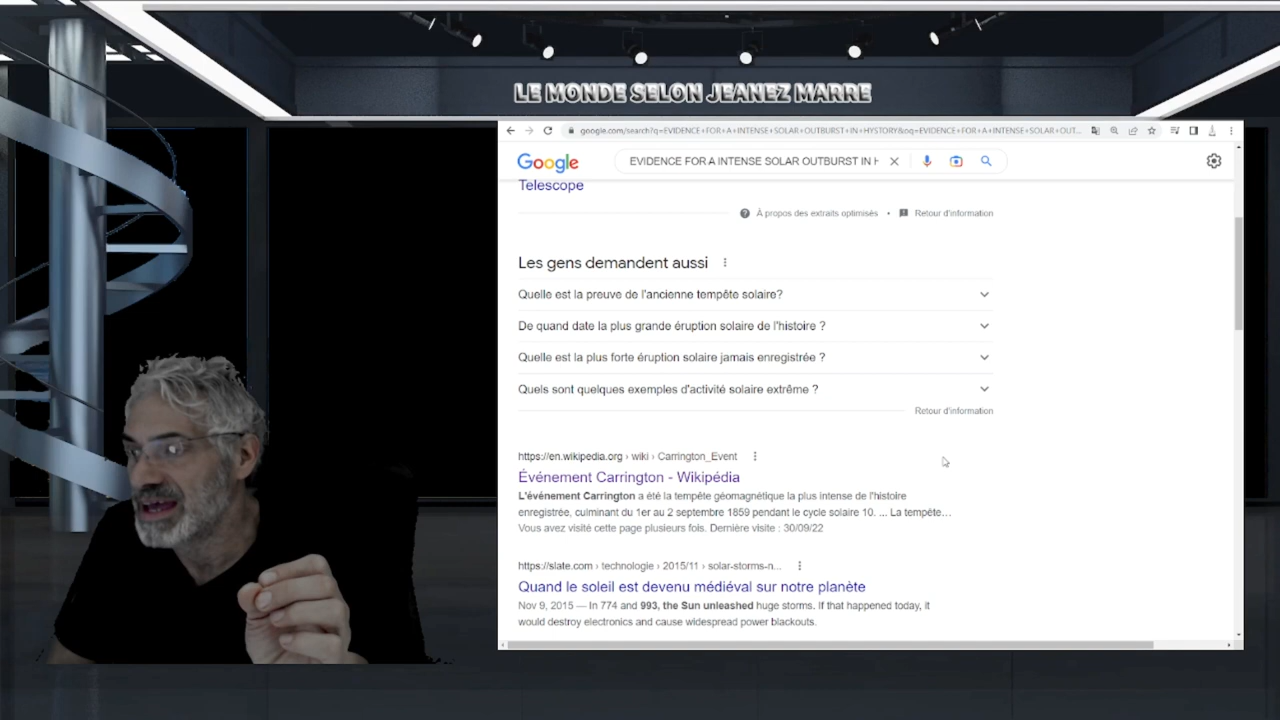 LE MONDE SELON JEANEZ MARRE
google.com/search?q=EVIDENCE+FOR+A+INTENSE+SOLAR+OUTBURST+IN+HYSTORY&oq=EVIDENCE+FOR+A+INTENSE+SOLAR+OUT...
Google
EVIDENCE FOR A INTENSE SOLAR OUTBURST IN H
Telescope
À propos des extraits optimisés • Retour d'information
Les gens demandent aussi
Quelle est la preuve de l'ancienne tempête solaire?
De quand date la plus grande éruption solaire de l'histoire ?
Quelle est la plus forte éruption solaire jamais enregistrée ?
Quels sont quelques exemples d'activité solaire extrême ?
Retour d'information
https://en.wikipedia.org › wiki › Carrington_Event
Événement Carrington - Wikipédia
L'événement Carrington a été la tempête géomagnétique la plus intense de l'histoire
enregistrée, culminant du 1er au 2 septembre 1859 pendant le cycle solaire 10. ... La tempête...
Vous avez visité cette page plusieurs fois. Dernière visite : 30/09/22
https://slate.com › technologie › 2015/11 › solar-storms-n...
Quand le soleil est devenu médiéval sur notre planète
Nov 9, 2015 — In 774 and 993, the Sun unleashed huge storms. If that happened today, it
would destroy electronics and cause widespread power blackouts.